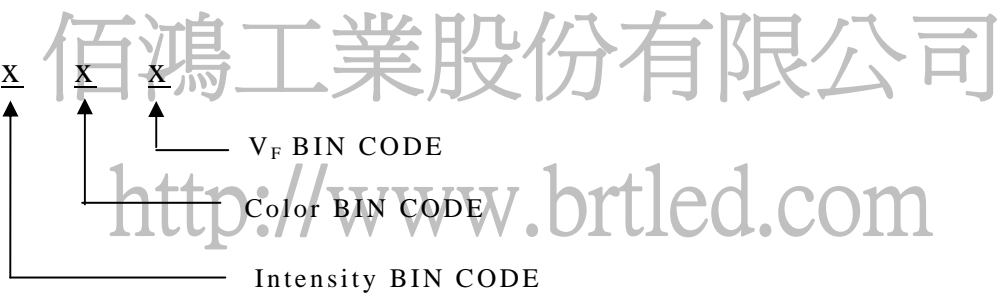 佰鴻工業股份有限公司
X X X
V_F BIN CODE
http://www.brtled.com
Color BIN CODE
Intensity BIN CODE